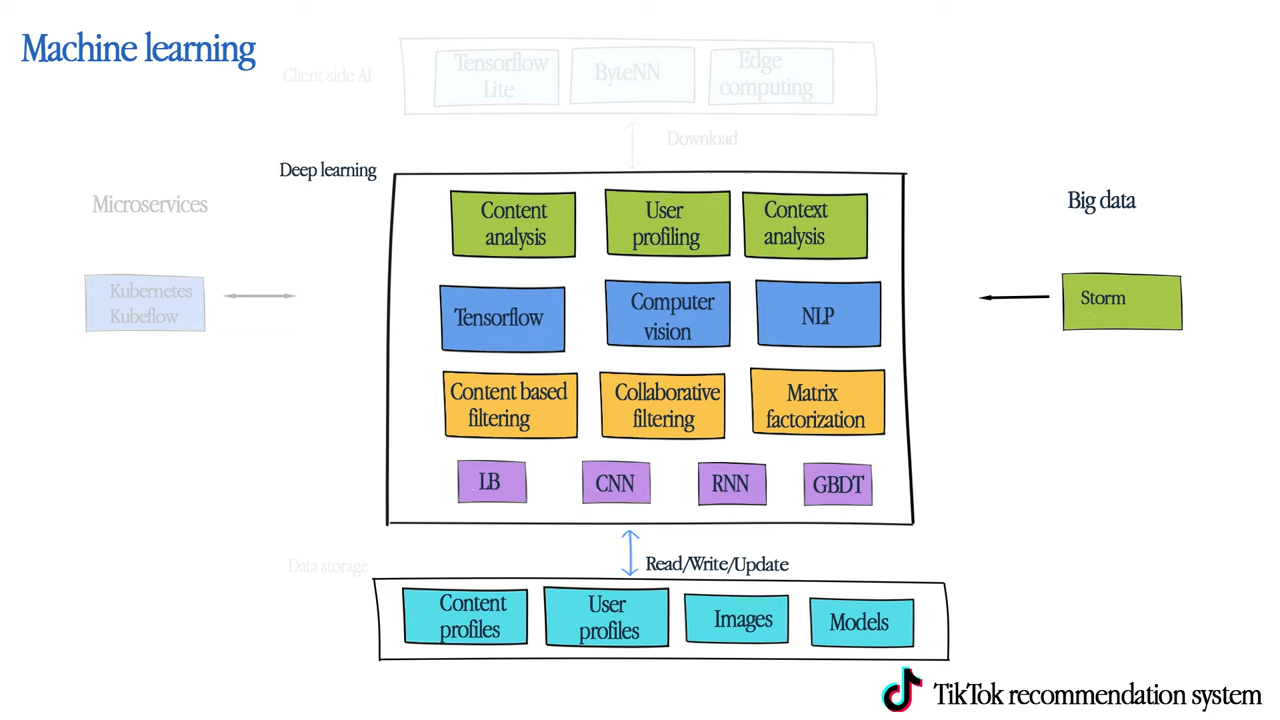 Machine learning
Client side AI
Tensorflow
Lite
ByteNN
Edge
computing
Download
Deep learning
Microservices
Big data
Content
analysis
User
profiling
Context
analysis
Kubernetes
Kubeflow
Storm
Tensorflow
Computer
vision
NLP
Content based
filtering
Collaborative
filtering
Matrix
factorization
LB
CNN
RNN
GBDT
Data storage
Read/Write/Update
Content
profiles
User
profiles
Images
Models
TikTok recommendation system